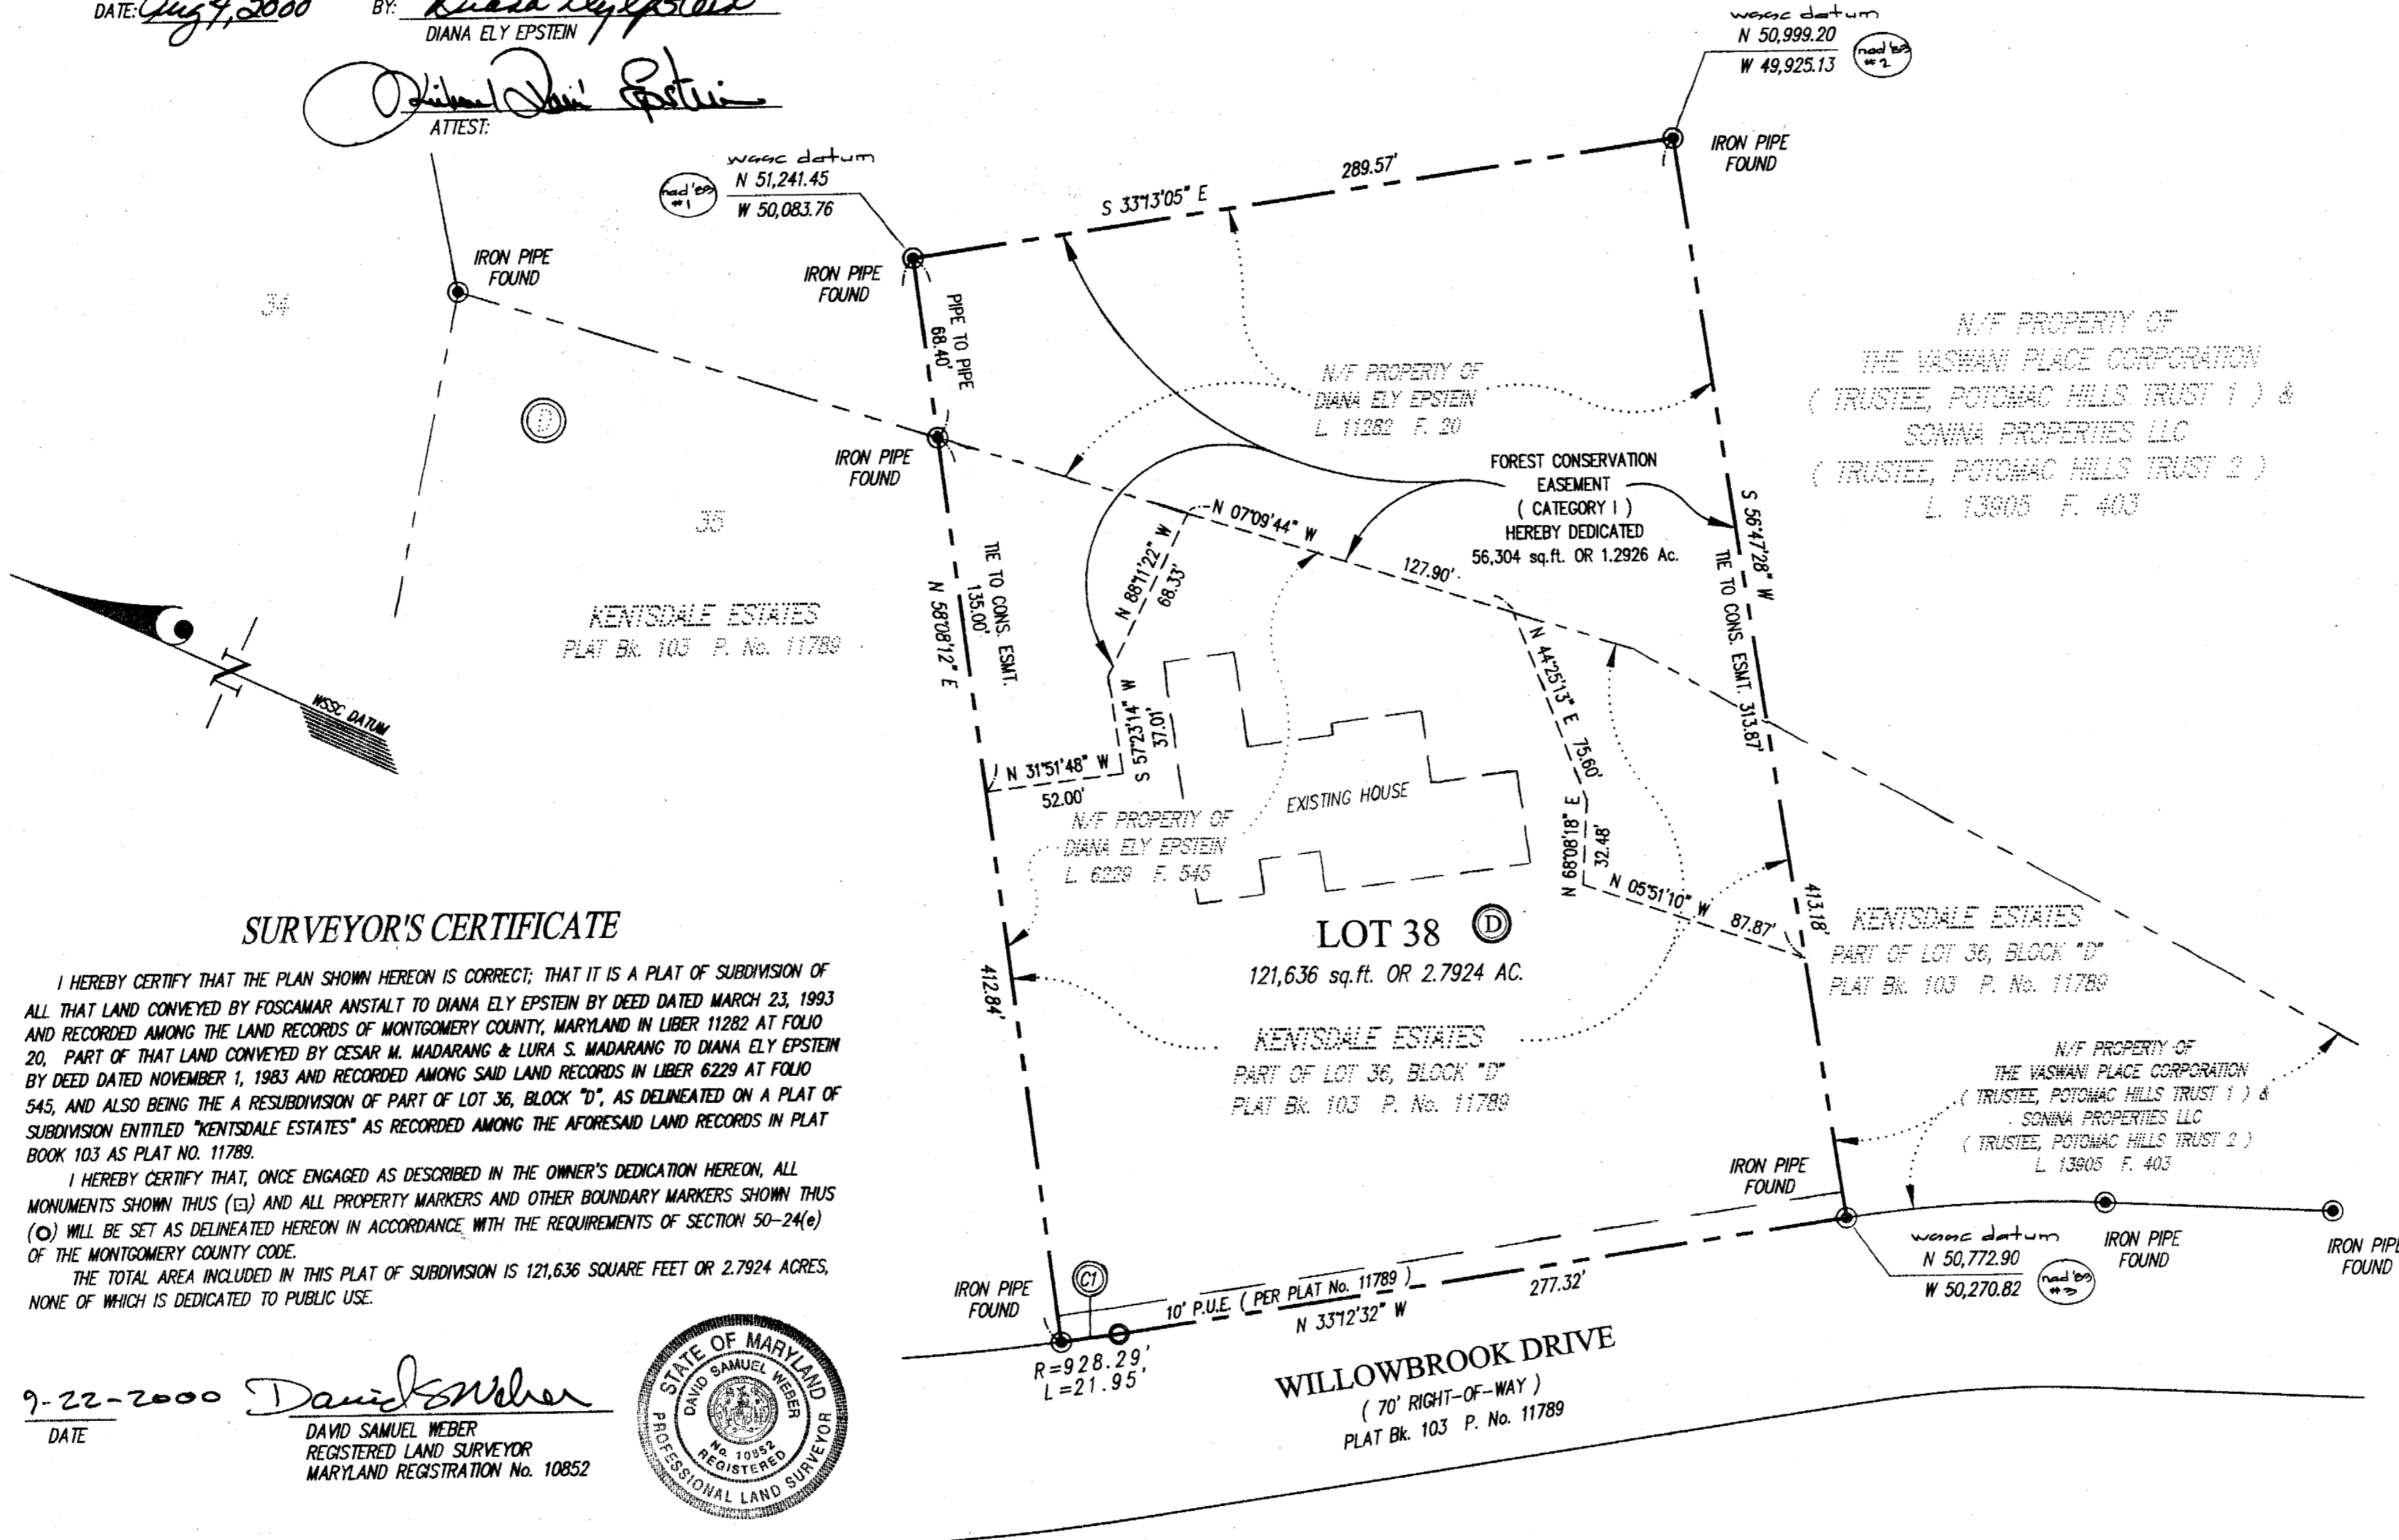 DATE: Aug 4, 2000
BY: Diana Ely Epstein
DIANA ELY EPSTEIN
ATTEST:
wssc datum
N 50,999.20
W 49,925.13
nad '83
#2
IRON PIPE
FOUND
wssc datum
N 51,241.45
W 50,083.76
nad '83
#1
S 33°13'05" E
289.57'
IRON PIPE
FOUND
IRON PIPE
FOUND
34
PIPE TO PIPE
68.40'
D
IRON PIPE
FOUND
35
N/F PROPERTY OF
DIANA ELY EPSTEIN
L. 11282 F. 20
N/F PROPERTY OF
THE VASWANI PLACE CORPORATION
( TRUSTEE, POTOMAC HILLS TRUST 1 ) &
SONINA PROPERTIES LLC
( TRUSTEE, POTOMAC HILLS TRUST 2 )
L. 13905 F. 403
FOREST CONSERVATION
EASEMENT
( CATEGORY I )
HEREBY DEDICATED
56,304 sq.ft. OR 1.2926 Ac.
N 07°09'44" W
127.90'
N 88°11'22" W
68.33'
S 56°47'28" W
TIE TO CONS. ESMT. 313.87'
413.18'
TIE TO CONS. ESMT.
135.00'
N 58°08'12" E
412.84'
KENTSDALE ESTATES
PLAT Bk. 103 P. No. 11789
N
WSSC DATUM
N 44°25'13" E 75.60'
S 57°23'14" W
37.01'
N 31°51'48" W
52.00'
EXISTING HOUSE
N 68°08'18" E
32.48'
N 05°51'10" W 87.87'
N/F PROPERTY OF
DIANA ELY EPSTEIN
L. 6229 F. 545
LOT 38 D
121,636 sq.ft. OR 2.7924 AC.
KENTSDALE ESTATES
PART OF LOT 36, BLOCK "D"
PLAT Bk. 103 P. No. 11789
KENTSDALE ESTATES
PART OF LOT 36, BLOCK "D"
PLAT Bk. 103 P. No. 11789
N/F PROPERTY OF
THE VASWANI PLACE CORPORATION
( TRUSTEE, POTOMAC HILLS TRUST 1 ) &
SONINA PROPERTIES LLC
( TRUSTEE, POTOMAC HILLS TRUST 2 )
L. 13905 F. 403
IRON PIPE
FOUND
wssc datum
N 50,772.90
W 50,270.82
nad '83
#3
IRON PIPE
FOUND
IRON PIPE
FOUND
IRON PIPE
FOUND
C1
10' P.U.E. ( PER PLAT No. 11789 )
N 33°12'32" W
277.32'
R=928.29'
L=21.95'
WILLOWBROOK DRIVE
( 70' RIGHT-OF-WAY )
PLAT Bk. 103 P. No. 11789
SURVEYOR'S CERTIFICATE
I HEREBY CERTIFY THAT THE PLAN SHOWN HEREON IS CORRECT; THAT IT IS A PLAT OF SUBDIVISION OF
ALL THAT LAND CONVEYED BY FOSCAMAR ANSTALT TO DIANA ELY EPSTEIN BY DEED DATED MARCH 23, 1993
AND RECORDED AMONG THE LAND RECORDS OF MONTGOMERY COUNTY, MARYLAND IN LIBER 11282 AT FOLIO
20, PART OF THAT LAND CONVEYED BY CESAR M. MADARANG & LURA S. MADARANG TO DIANA ELY EPSTEIN
BY DEED DATED NOVEMBER 1, 1983 AND RECORDED AMONG SAID LAND RECORDS IN LIBER 6229 AT FOLIO
545, AND ALSO BEING THE A RESUBDIVISION OF PART OF LOT 36, BLOCK "D", AS DELINEATED ON A PLAT OF
SUBDIVISION ENTITLED "KENTSDALE ESTATES" AS RECORDED AMONG THE AFORESAID LAND RECORDS IN PLAT
BOOK 103 AS PLAT NO. 11789.
I HEREBY CERTIFY THAT, ONCE ENGAGED AS DESCRIBED IN THE OWNER'S DEDICATION HEREON, ALL
MONUMENTS SHOWN THUS (⊡) AND ALL PROPERTY MARKERS AND OTHER BOUNDARY MARKERS SHOWN THUS
(O) WILL BE SET AS DELINEATED HEREON IN ACCORDANCE WITH THE REQUIREMENTS OF SECTION 50-24(e)
OF THE MONTGOMERY COUNTY CODE.
THE TOTAL AREA INCLUDED IN THIS PLAT OF SUBDIVISION IS 121,636 SQUARE FEET OR 2.7924 ACRES,
NONE OF WHICH IS DEDICATED TO PUBLIC USE.
9-22-2000 David S Weber
DATE
DAVID SAMUEL WEBER
REGISTERED LAND SURVEYOR
MARYLAND REGISTRATION No. 10852
STATE OF MARYLAND
DAVID SAMUEL WEBER
No. 10852
REGISTERED
PROFESSIONAL LAND SURVEYOR